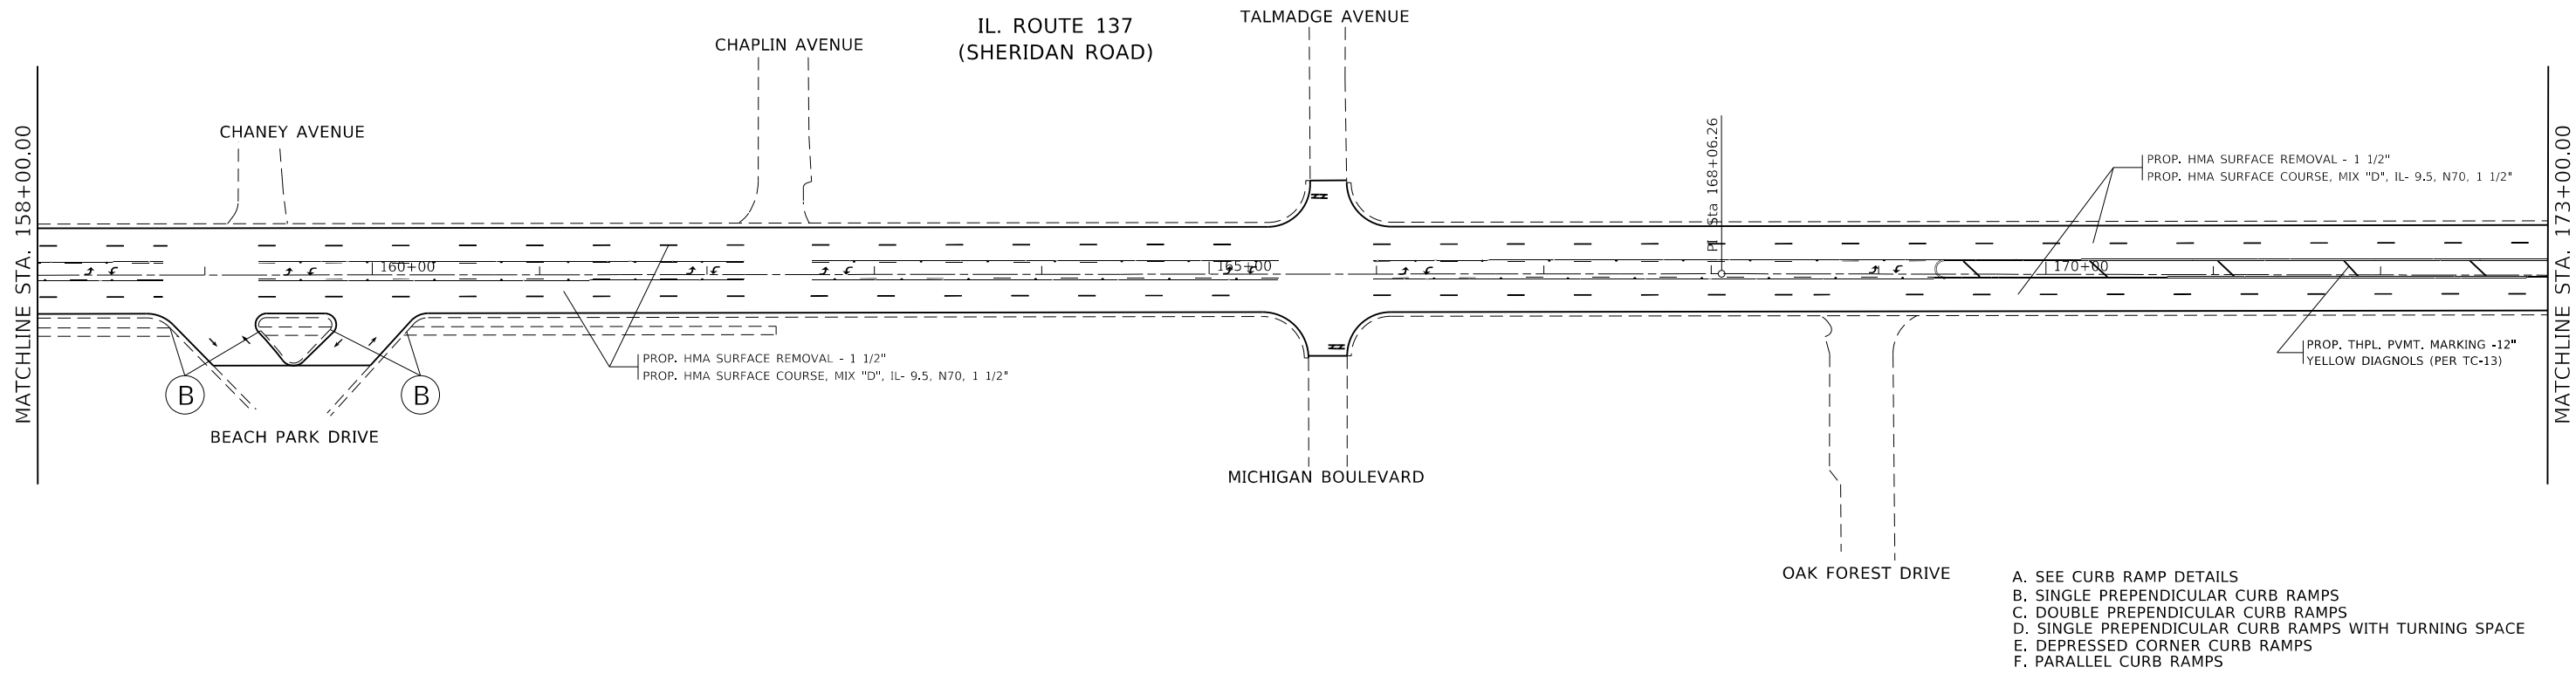 IL. ROUTE 137
(SHERIDAN ROAD)
TALMADGE AVENUE
CHAPLIN AVENUE
CHANEY AVENUE
MATCHLINE STA. 158+00.00
PI Sta 168+06.26
PROP. HMA SURFACE REMOVAL - 1 1/2"
PROP. HMA SURFACE COURSE, MIX "D", IL- 9.5, N70, 1 1/2"
MATCHLINE STA. 173+00.00
160+00
165+00
170+00
PROP. HMA SURFACE REMOVAL - 1 1/2"
PROP. HMA SURFACE COURSE, MIX "D", IL- 9.5, N70, 1 1/2"
PROP. THPL. PVMT. MARKING -12"
YELLOW DIAGNOLS (PER TC-13)
B
B
BEACH PARK DRIVE
MICHIGAN BOULEVARD
OAK FOREST DRIVE
A. SEE CURB RAMP DETAILS
B. SINGLE PREPENDICULAR CURB RAMPS
C. DOUBLE PREPENDICULAR CURB RAMPS
D. SINGLE PREPENDICULAR CURB RAMPS WITH TURNING SPACE
E. DEPRESSED CORNER CURB RAMPS
F. PARALLEL CURB RAMPS